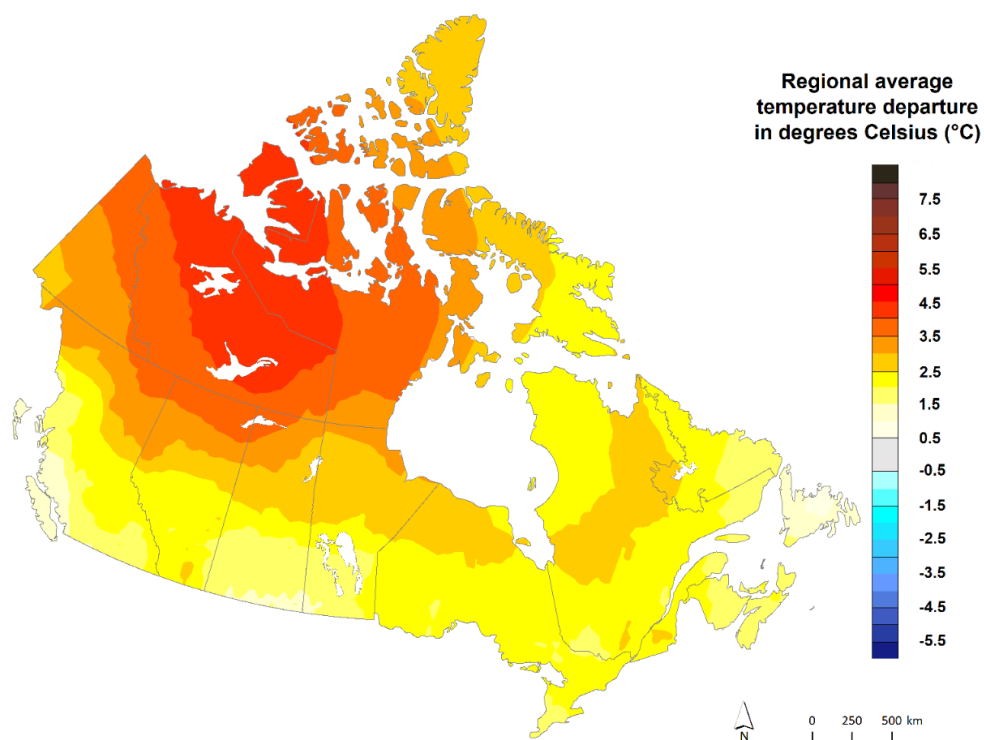 Regional average
temperature departure
in degrees Celsius (°C)
7.5
6.5
5.5
4.5
3.5
2.5
1.5
0.5
-0.5
-1.5
-2.5
-3.5
-4.5
-5.5
N
0 250 500 km